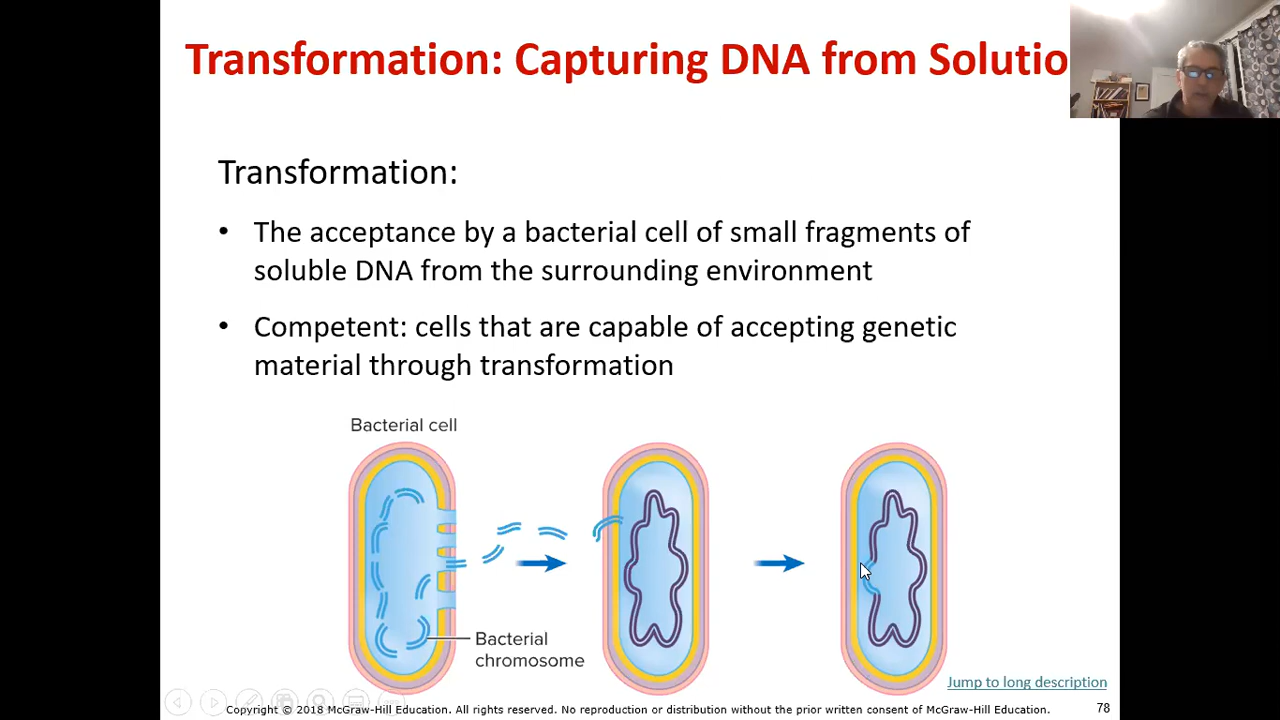 Transformation: Capturing DNA from Solutio
Transformation:
• The acceptance by a bacterial cell of small fragments of
soluble DNA from the surrounding environment
• Competent: cells that are capable of accepting genetic
material through transformation
Bacterial cell
Bacterial
chromosome
Jump to long description
Copyright © 2018 McGraw-Hill Education. All rights reserved. No reproduction or distribution without the prior written consent of McGraw-Hill Education.
78